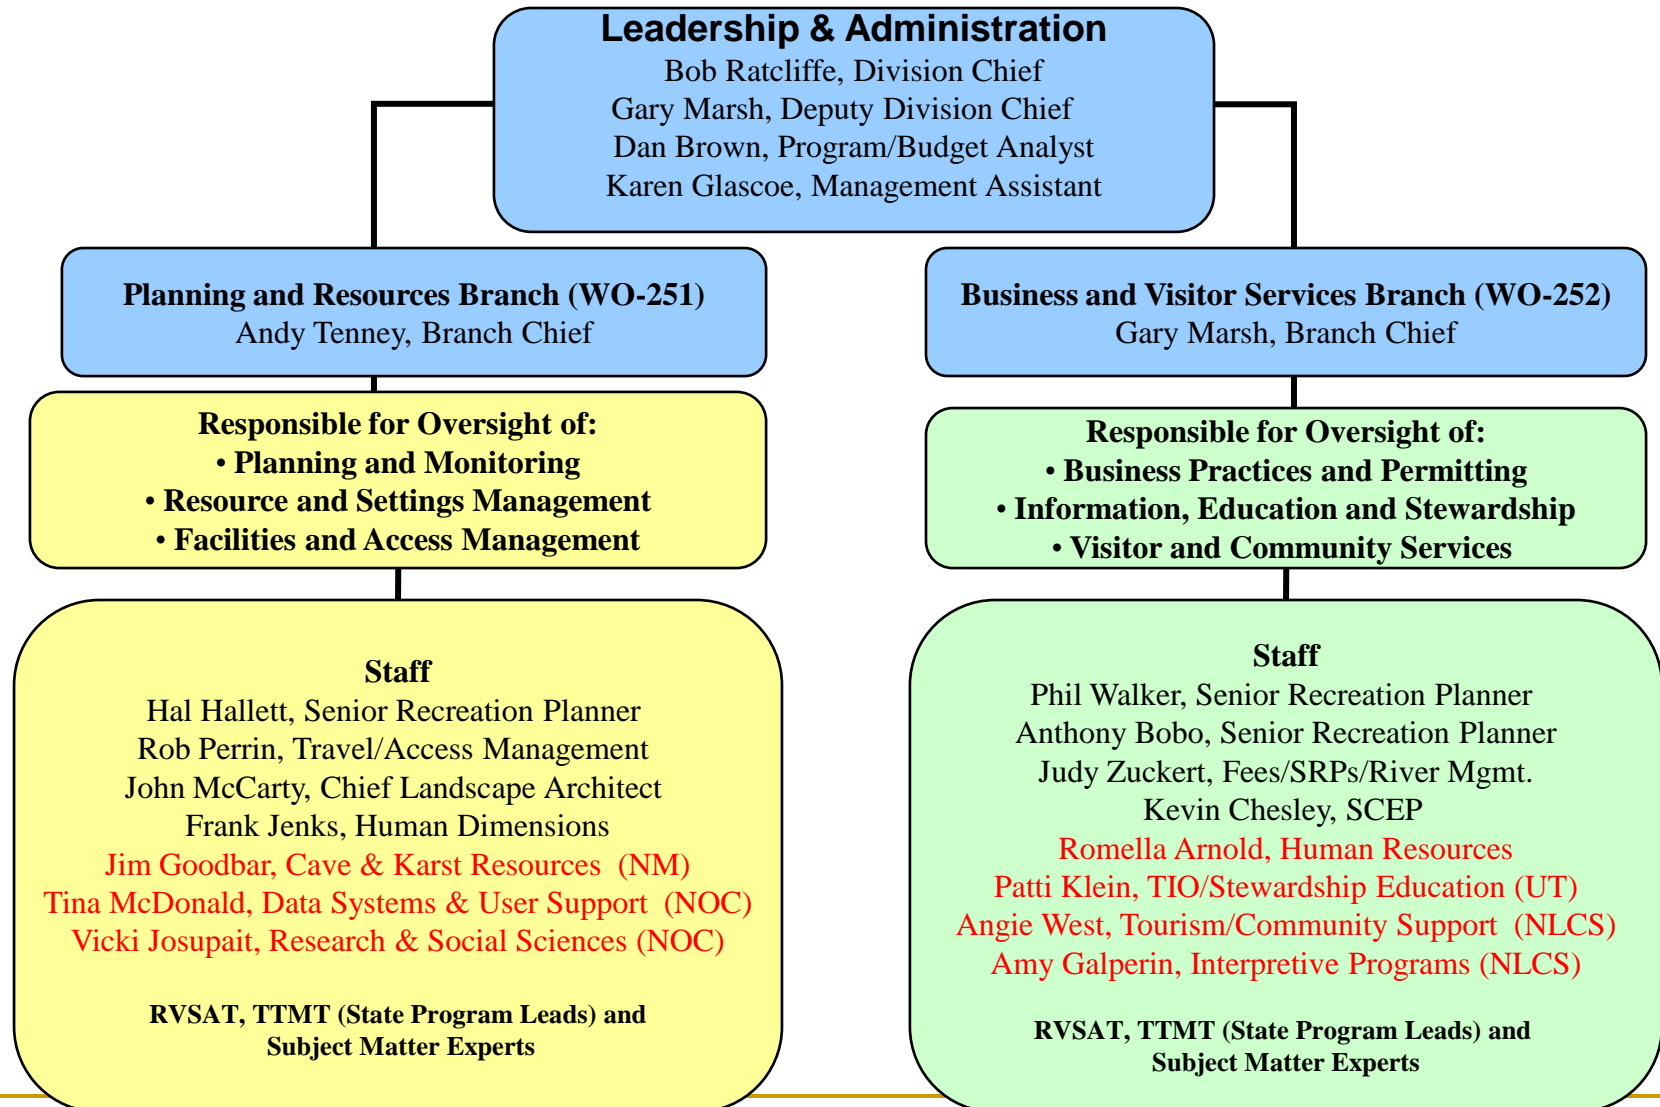 Leadership & Administration
Bob Ratcliffe, Division Chief
Gary Marsh, Deputy Division Chief
Dan Brown, Program/Budget Analyst
Karen Glascoe, Management Assistant
Planning and Resources Branch (WO-251)
Andy Tenney, Branch Chief
Responsible for Oversight of:
• Planning and Monitoring
• Resource and Settings Management
• Facilities and Access Management
Staff
Hal Hallett, Senior Recreation Planner
Rob Perrin, Travel/Access Management
John McCarty, Chief Landscape Architect
Frank Jenks, Human Dimensions
Jim Goodbar, Cave & Karst Resources (NM)
Tina McDonald, Data Systems & User Support (NOC)
Vicki Josupait, Research & Social Sciences (NOC)
RVSAT, TTMT (State Program Leads) and
Subject Matter Experts
Business and Visitor Services Branch (WO-252)
Gary Marsh, Branch Chief
Responsible for Oversight of:
• Business Practices and Permitting
• Information, Education and Stewardship
• Visitor and Community Services
Staff
Phil Walker, Senior Recreation Planner
Anthony Bobo, Senior Recreation Planner
Judy Zuckert, Fees/SRPs/River Mgmt.
Kevin Chesley, SCEP
Romella Arnold, Human Resources
Patti Klein, TIO/Stewardship Education (UT)
Angie West, Tourism/Community Support (NLCS)
Amy Galperin, Interpretive Programs (NLCS)
RVSAT, TTMT (State Program Leads) and
Subject Matter Experts